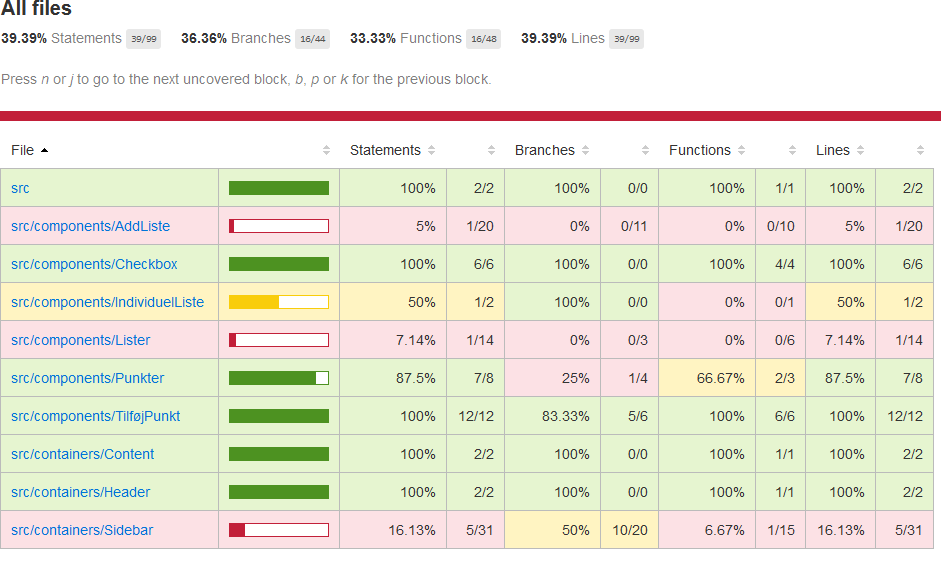 All files
39.39% Statements 39/99 36.36% Branches 16/44 33.33% Functions 16/48 39.39% Lines 39/99
Press n or j to go to the next uncovered block, b, p or k for the previous block.
File Statements Branches Functions Lines
src 100% 2/2 100% 0/0 100% 1/1 100% 2/2
src/components/AddListe 5% 1/20 0% 0/11 0% 0/10 5% 1/20
src/components/Checkbox 100% 6/6 100% 0/0 100% 4/4 100% 6/6
src/components/IndividuelListe 50% 1/2 100% 0/0 0% 0/1 50% 1/2
src/components/Lister 7.14% 1/14 0% 0/3 0% 0/6 7.14% 1/14
src/components/Punkter 87.5% 7/8 25% 1/4 66.67% 2/3 87.5% 7/8
src/components/TilføjPunkt 100% 12/12 83.33% 5/6 100% 6/6 100% 12/12
src/containers/Content 100% 2/2 100% 0/0 100% 1/1 100% 2/2
src/containers/Header 100% 2/2 100% 0/0 100% 1/1 100% 2/2
src/containers/Sidebar 16.13% 5/31 50% 10/20 6.67% 1/15 16.13% 5/31